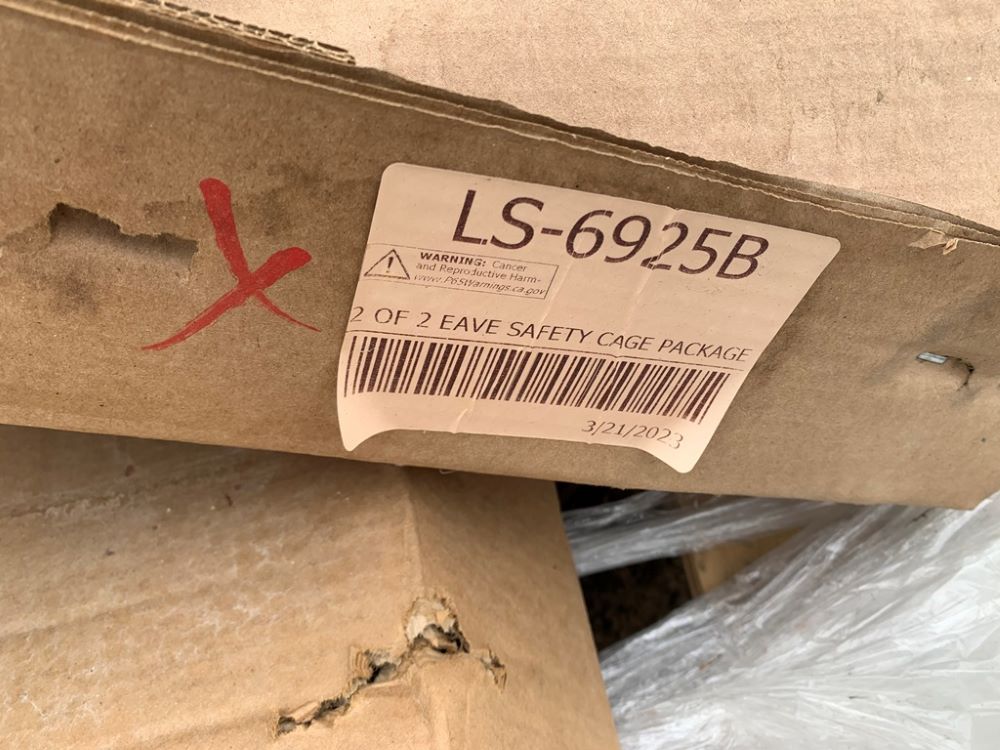 LS-6925B
WARNING: Cancer
and Reproductive Harm-
www.P65Warnings.ca.gov
2 OF 2 EAVE SAFETY CAGE PACKAGE
3/21/2023